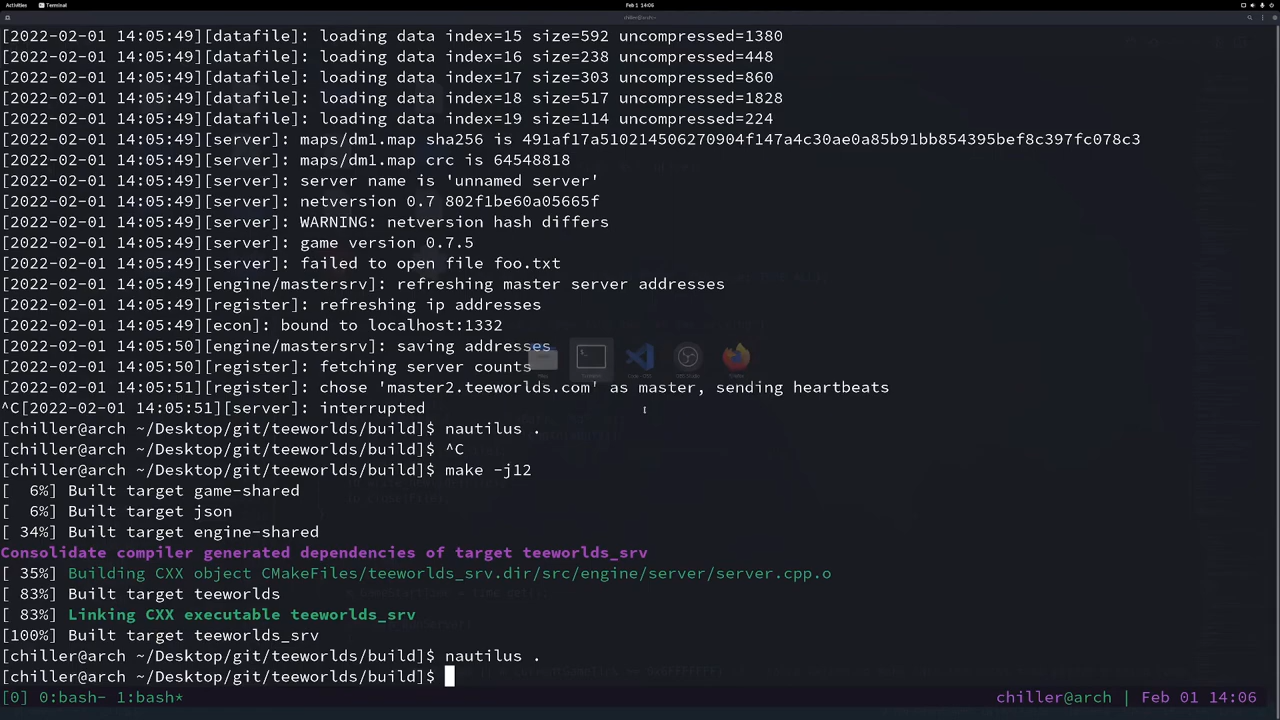 Activities Terminal Feb 1 14:06
chiller@arch:~
[2022-02-01 14:05:49][datafile]: loading data index=15 size=592 uncompressed=1380
[2022-02-01 14:05:49][datafile]: loading data index=16 size=238 uncompressed=448
[2022-02-01 14:05:49][datafile]: loading data index=17 size=303 uncompressed=860
[2022-02-01 14:05:49][datafile]: loading data index=18 size=517 uncompressed=1828
[2022-02-01 14:05:49][datafile]: loading data index=19 size=114 uncompressed=224
[2022-02-01 14:05:49][server]: maps/dm1.map sha256 is 491af17a510214506270904f147a4c30ae0a85b91bb854395bef8c397fc078c3
[2022-02-01 14:05:49][server]: maps/dm1.map crc is 64548818
[2022-02-01 14:05:49][server]: server name is 'unnamed server'
[2022-02-01 14:05:49][server]: netversion 0.7 802f1be60a05665f
[2022-02-01 14:05:49][server]: WARNING: netversion hash differs
[2022-02-01 14:05:49][server]: game version 0.7.5
[2022-02-01 14:05:49][server]: failed to open file foo.txt
[2022-02-01 14:05:49][engine/mastersrv]: refreshing master server addresses
[2022-02-01 14:05:49][register]: refreshing ip addresses
[2022-02-01 14:05:49][econ]: bound to localhost:1332
[2022-02-01 14:05:50][engine/mastersrv]: saving addresses
[2022-02-01 14:05:50][register]: fetching server counts
[2022-02-01 14:05:51][register]: chose 'master2.teeworlds.com' as master, sending heartbeats
^C[2022-02-01 14:05:51][server]: interrupted
[chiller@arch ~/Desktop/git/teeworlds/build]$ nautilus .
[chiller@arch ~/Desktop/git/teeworlds/build]$ ^C
[chiller@arch ~/Desktop/git/teeworlds/build]$ make -j12
[  6%] Built target game-shared
[  6%] Built target json
[ 34%] Built target engine-shared
Consolidate compiler generated dependencies of target teeworlds_srv
[ 35%] Building CXX object CMakeFiles/teeworlds_srv.dir/src/engine/server/server.cpp.o
[ 83%] Built target teeworlds
[ 83%] Linking CXX executable teeworlds_srv
[100%] Built target teeworlds_srv
[chiller@arch ~/Desktop/git/teeworlds/build]$ nautilus .
[chiller@arch ~/Desktop/git/teeworlds/build]$
[0] 0:bash- 1:bash* chiller@arch | Feb 01 14:06